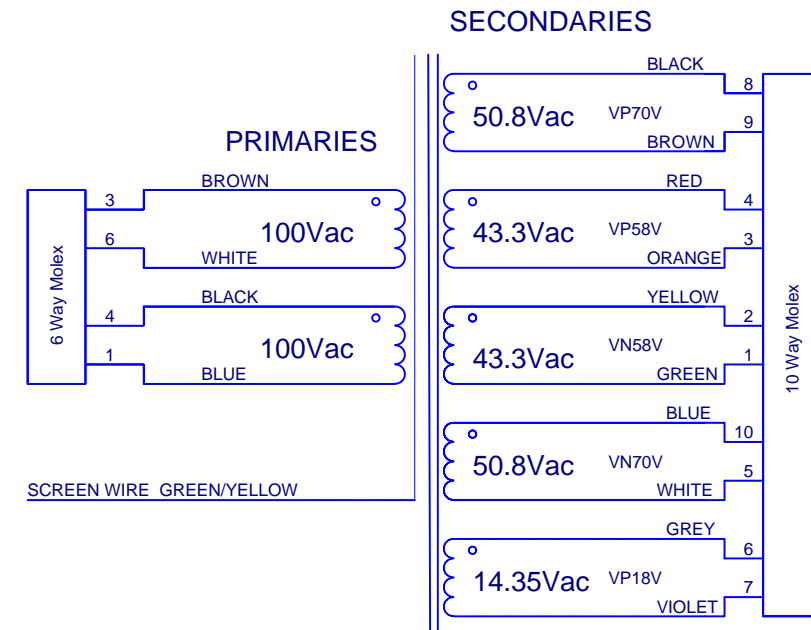 SECONDARIES
PRIMARIES
6 Way Molex
3
BROWN
6
WHITE
100Vac
4
BLACK
1
BLUE
100Vac
SCREEN WIRE GREEN/YELLOW
BLACK
8
50.8Vac
VP70V
9
BROWN
RED
4
43.3Vac
VP58V
3
ORANGE
YELLOW
2
43.3Vac
VN58V
1
GREEN
BLUE
10
50.8Vac
VN70V
5
WHITE
GREY
6
14.35Vac
VP18V
7
VIOLET
10 Way Molex